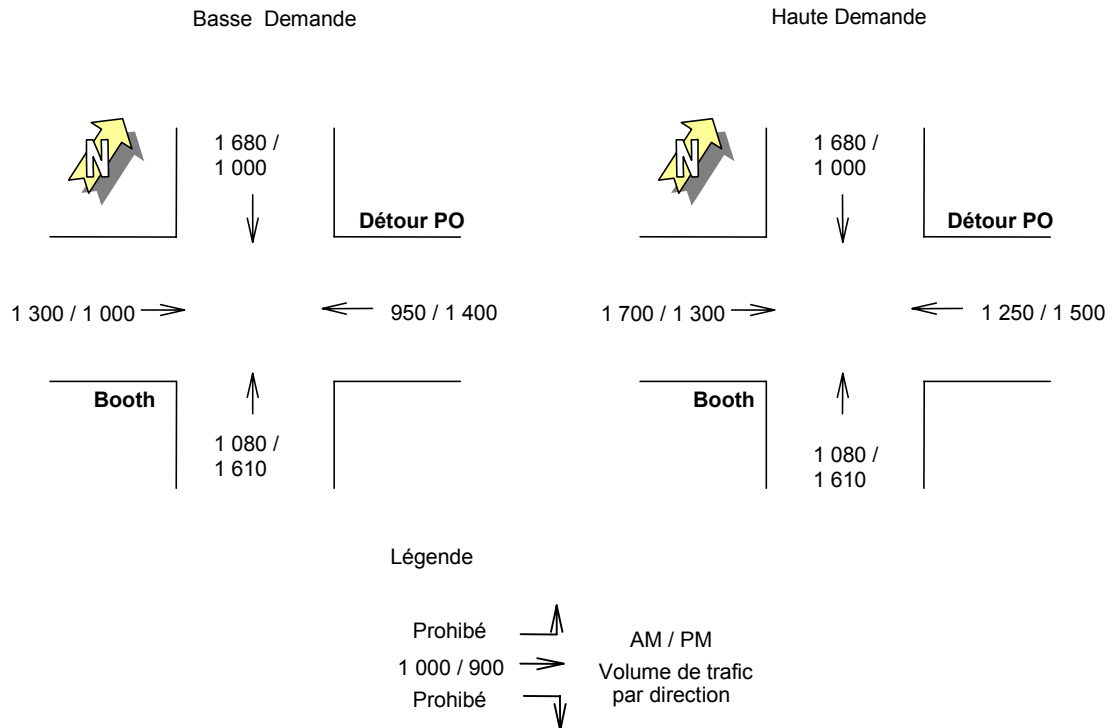 Basse Demande
Haute Demande
N
1 680 /
1 000
Détour PO
1 300 / 1 000
950 / 1 400
Booth
1 080 /
1 610
N
1 680 /
1 000
Détour PO
1 700 / 1 300
1 250 / 1 500
Booth
1 080 /
1 610
Légende
Prohibé
1 000 / 900
Prohibé
AM / PM
Volume de trafic
par direction